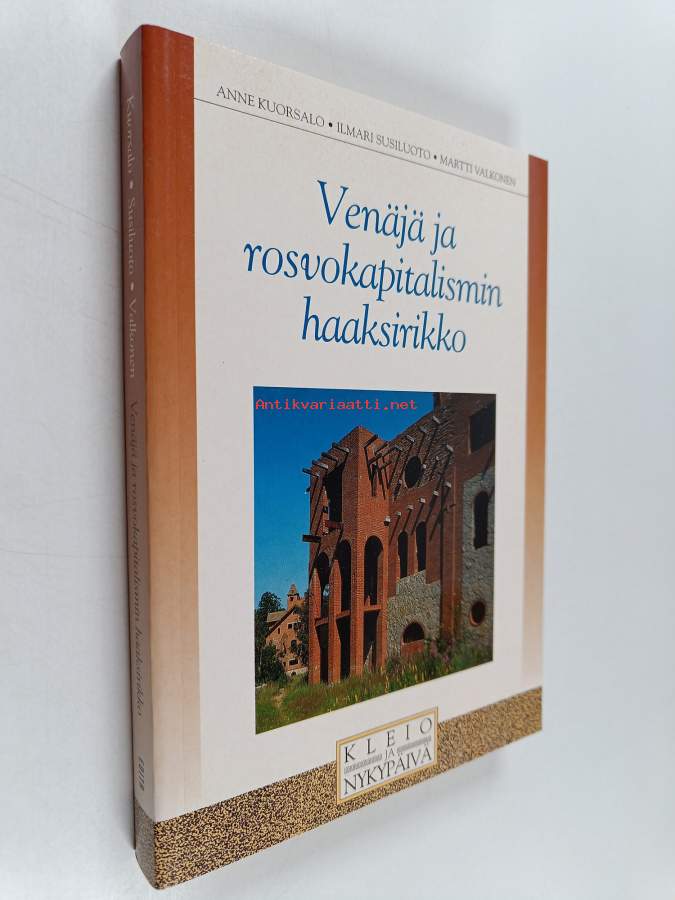 ANNE KUORSALO • ILMARI SUSILUOTO • MARTTI VALKONEN
Venäjä ja
rosvokapitalismin
haaksirikko
Antikvariaatti.net
KLEIO
JA
NYKYPÄIVÄ
Kuorsalo • Susiluoto • Valkonen Venäjä ja rosvokapitalismin haaksirikko EDITA